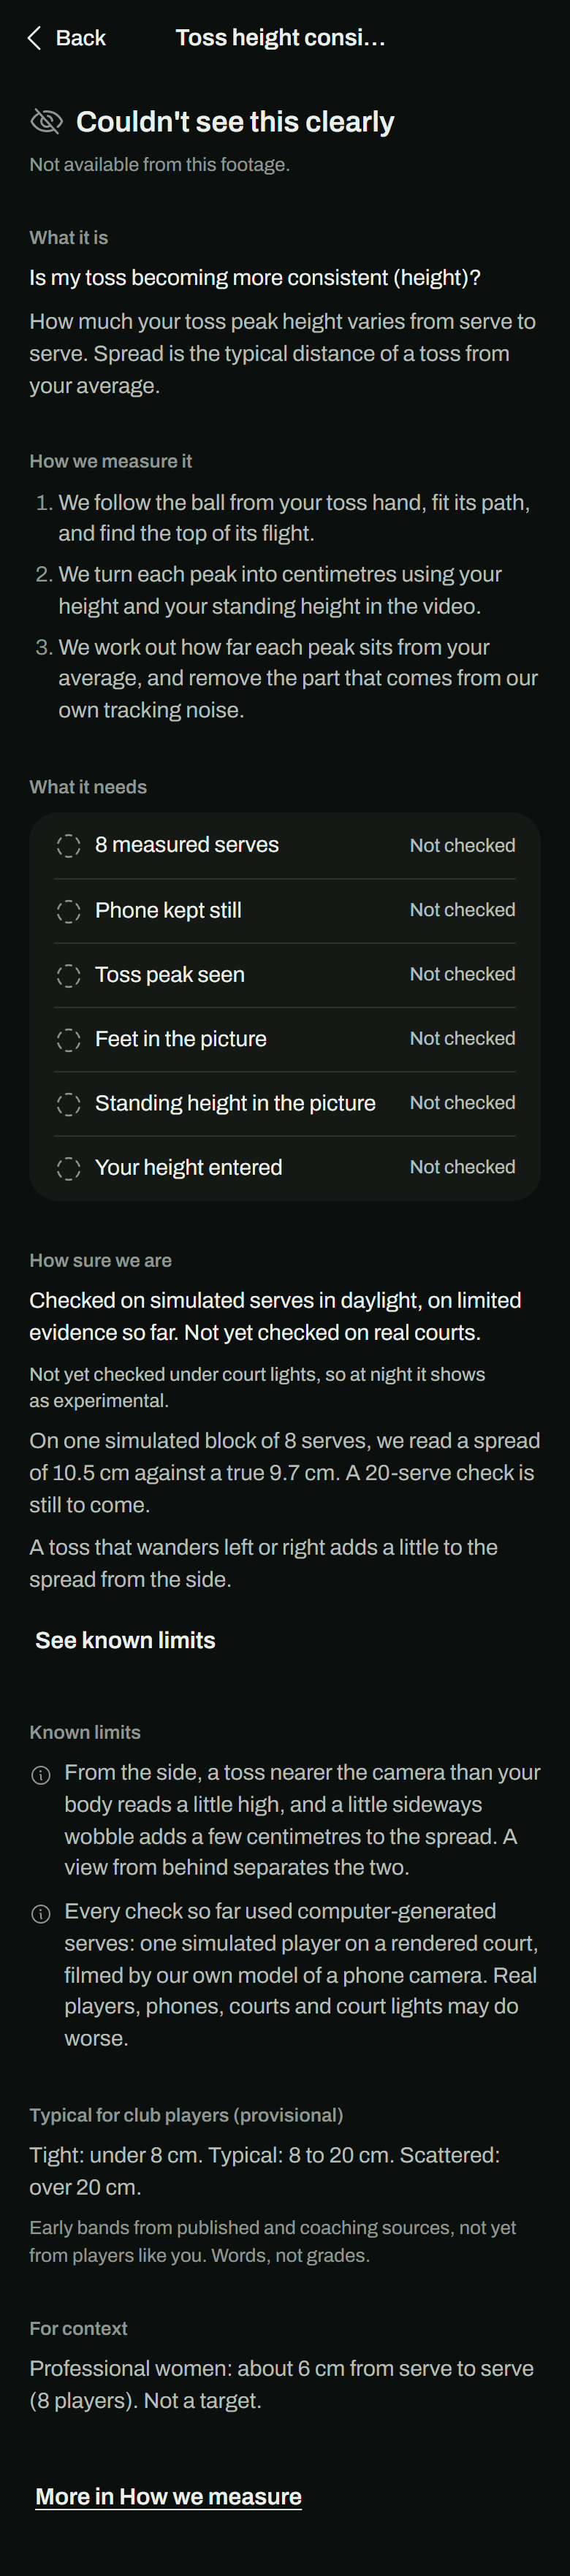 Back
Toss height consi...
Couldn't see this clearly
Not available from this footage.
What it is
Is my toss becoming more consistent (height)?
How much your toss peak height varies from serve to
serve. Spread is the typical distance of a toss from
your average.
How we measure it
1. We follow the ball from your toss hand, fit its path,
and find the top of its flight.
2. We turn each peak into centimetres using your
height and your standing height in the video.
3. We work out how far each peak sits from your
average, and remove the part that comes from our
own tracking noise.
What it needs
8 measured serves Not checked
Phone kept still Not checked
Toss peak seen Not checked
Feet in the picture Not checked
Standing height in the picture Not checked
Your height entered Not checked
How sure we are
Checked on simulated serves in daylight, on limited
evidence so far. Not yet checked on real courts.
Not yet checked under court lights, so at night it shows
as experimental.
On one simulated block of 8 serves, we read a spread
of 10.5 cm against a true 9.7 cm. A 20-serve check is
still to come.
A toss that wanders left or right adds a little to the
spread from the side.
See known limits
Known limits
From the side, a toss nearer the camera than your
body reads a little high, and a little sideways
wobble adds a few centimetres to the spread. A
view from behind separates the two.
Every check so far used computer-generated
serves: one simulated player on a rendered court,
filmed by our own model of a phone camera. Real
players, phones, courts and court lights may do
worse.
Typical for club players (provisional)
Tight: under 8 cm. Typical: 8 to 20 cm. Scattered:
over 20 cm.
Early bands from published and coaching sources, not yet
from players like you. Words, not grades.
For context
Professional women: about 6 cm from serve to serve
(8 players). Not a target.
More in How we measure